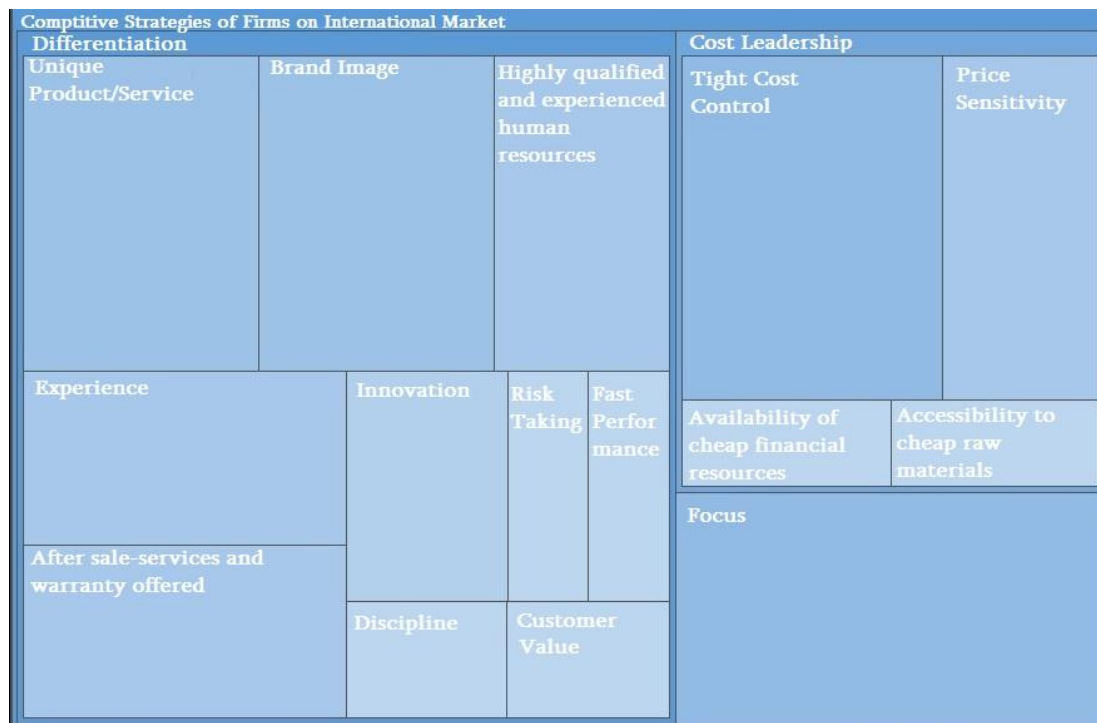 Comptitive Strategies of Firms on International Market
Differentiation
Unique
Product/Service
Brand Image
Highly qualified
and experienced
human
resources
Experience
Innovation
Risk
Taking
Fast
Perfor
mance
After sale-services and
warranty offered
Discipline
Customer
Value
Cost Leadership
Tight Cost
Control
Price
Sensitivity
Availability of
cheap financial
resources
Accessibility to
cheap raw
materials
Focus